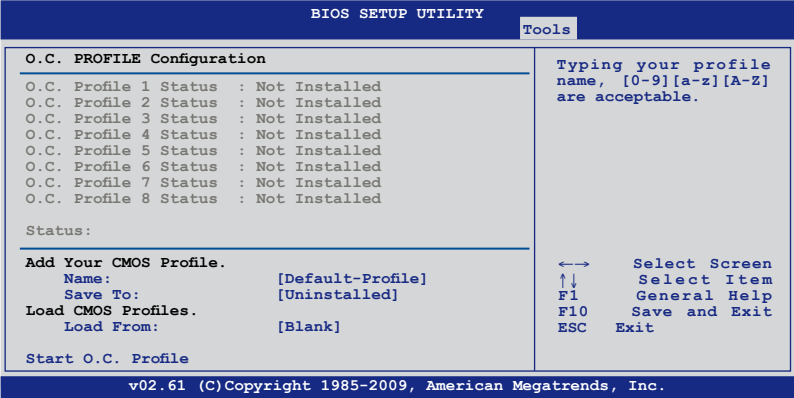 BIOS SETUP UTILITY
Tools
O.C. PROFILE Configuration
O.C. Profile 1 Status : Not Installed
O.C. Profile 2 Status : Not Installed
O.C. Profile 3 Status : Not Installed
O.C. Profile 4 Status : Not Installed
O.C. Profile 5 Status : Not Installed
O.C. Profile 6 Status : Not Installed
O.C. Profile 7 Status : Not Installed
O.C. Profile 8 Status : Not Installed
Status:
Add Your CMOS Profile.
Name: [Default-Profile]
Save To: [Uninstalled]
Load CMOS Profiles.
Load From: [Blank]
Start O.C. Profile
Typing your profile
name, [0-9][a-z][A-Z]
are acceptable.
←→ Select Screen
↑↓ Select Item
F1 General Help
F10 Save and Exit
ESC Exit
v02.61 (C)Copyright 1985-2009, American Megatrends, Inc.